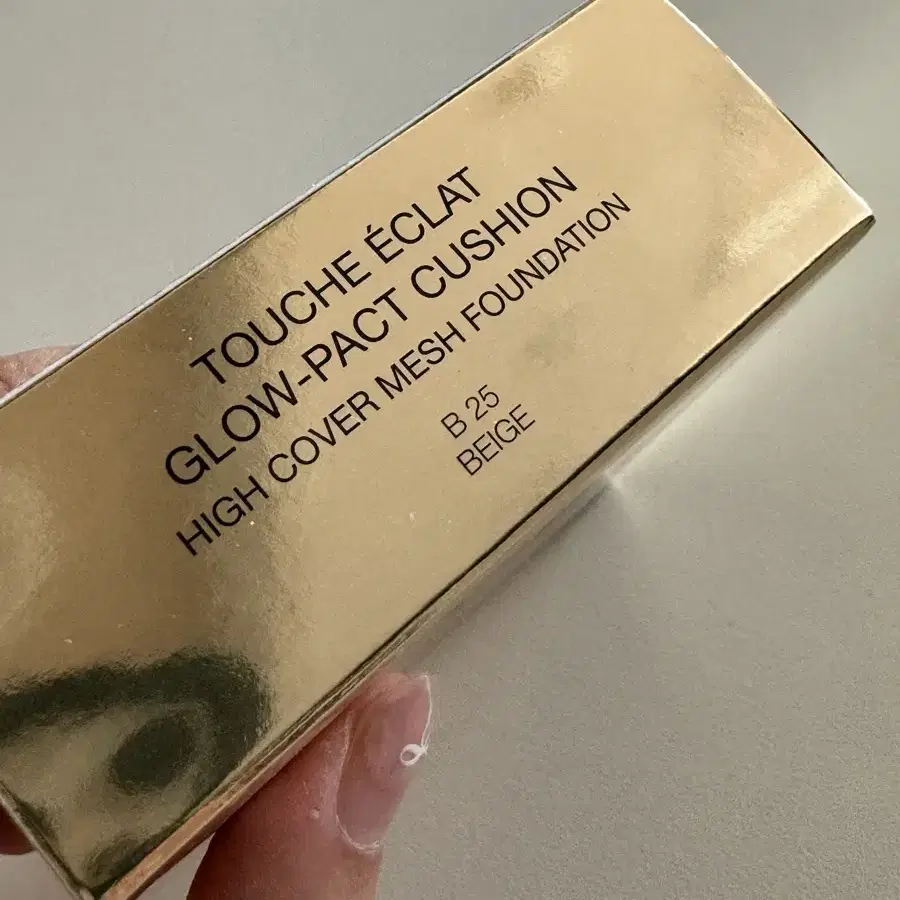 TOUCHE ÉCLAT
GLOW-PACT CUSHION
HIGH COVER MESH FOUNDATION
B 25
BEIGE